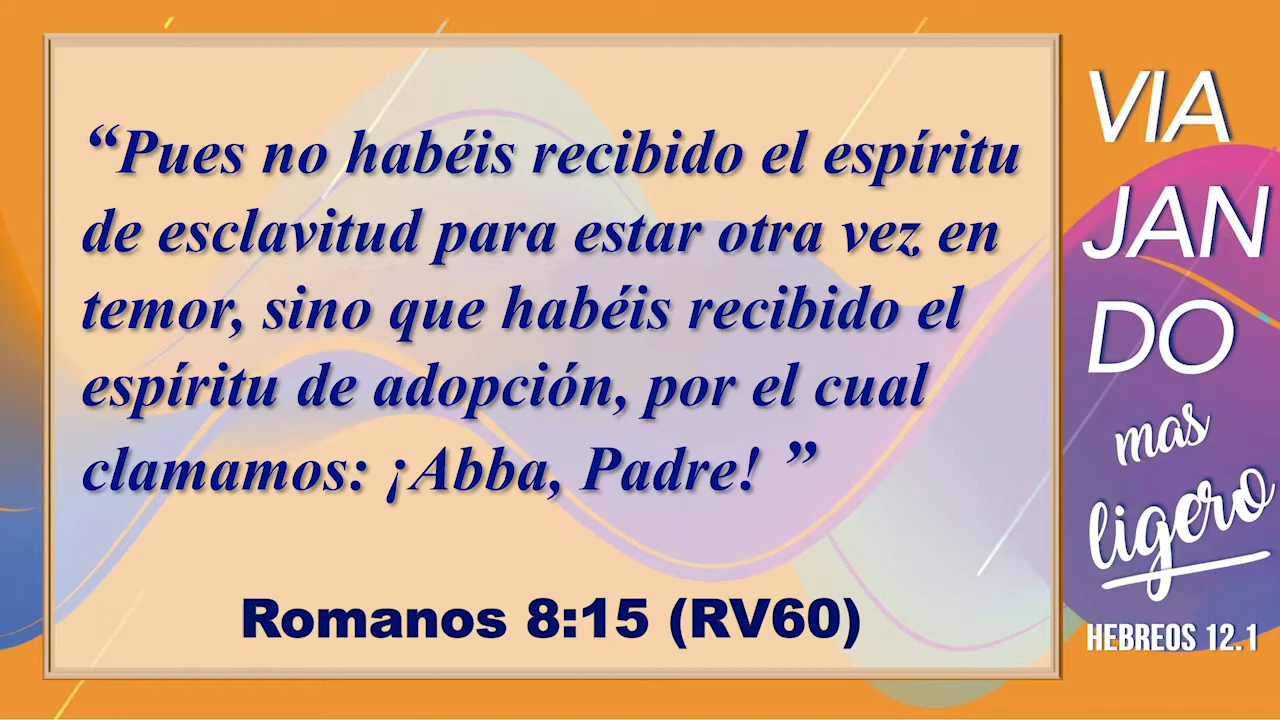 “Pues no habéis recibido el espíritu
de esclavitud para estar otra vez en
temor, sino que habéis recibido el
espíritu de adopción, por el cual
clamamos: ¡Abba, Padre! ”
Romanos 8:15 (RV60)
VIA
JAN
DO
mas
ligero
HEBREOS 12.1